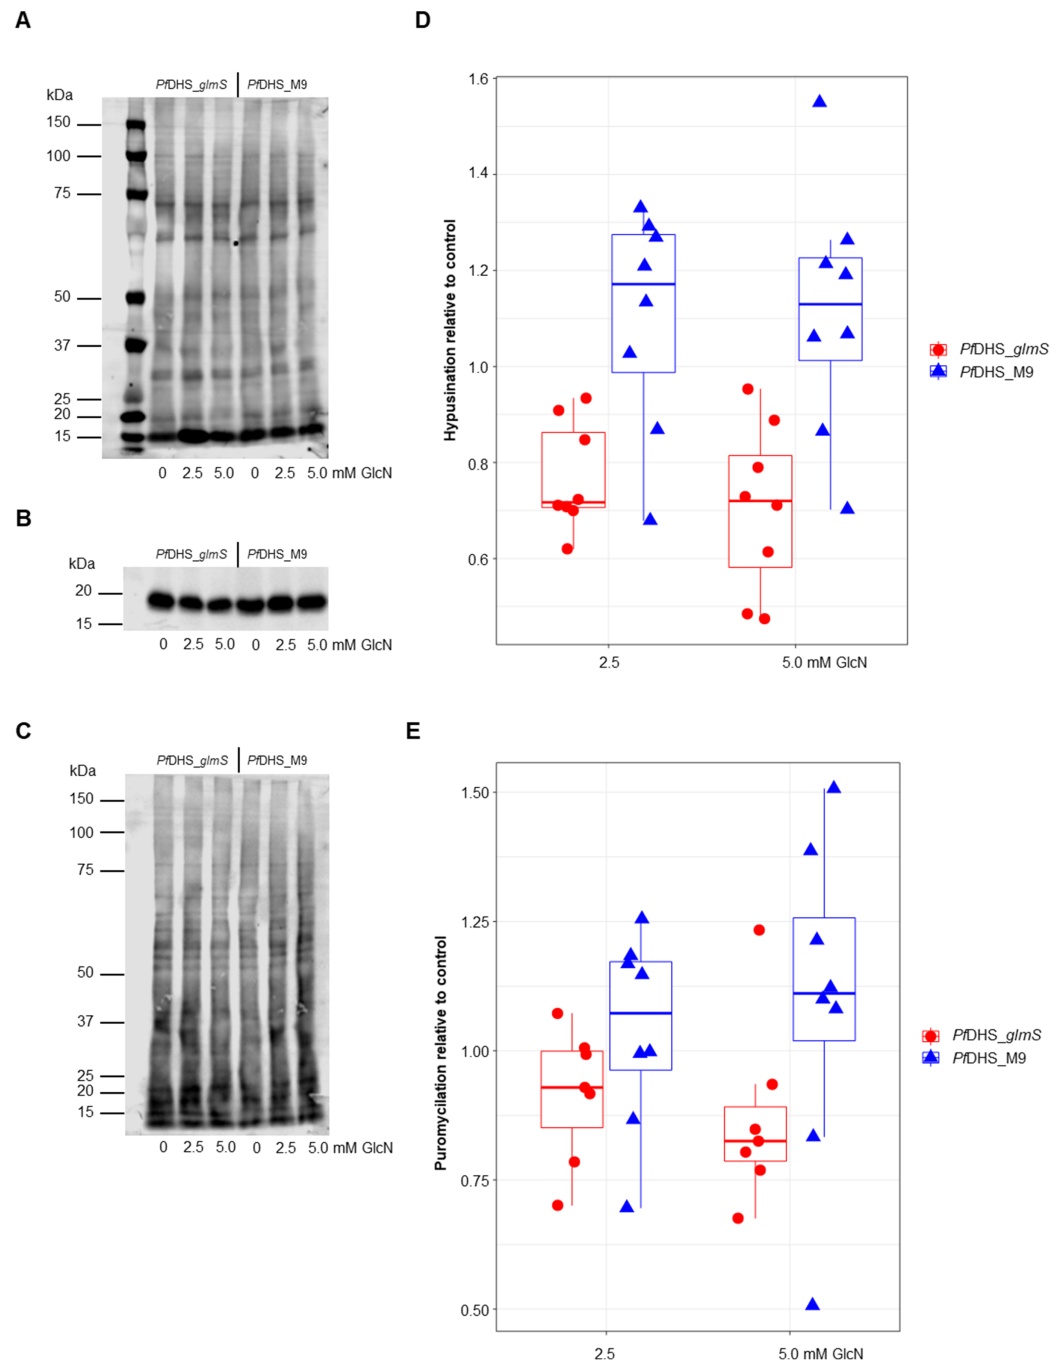 A
PfDHS_glmS PfDHS_M9
kDa
150
100
75
50
37
25
20
15
0 2.5 5.0 0 2.5 5.0 mM GlcN
B
PfDHS_glmS PfDHS_M9
kDa
20
15
0 2.5 5.0 0 2.5 5.0 mM GlcN
C
PfDHS_glmS PfDHS_M9
kDa
150
100
75
50
37
25
20
15
0 2.5 5.0 0 2.5 5.0 mM GlcN
D
Hypusination relative to control
1.6
1.4
1.2
1.0
0.8
0.6
2.5 5.0 mM GlcN
PfDHS_glmS
PfDHS_M9
E
Puromycilation relative to control
1.50
1.25
1.00
0.75
0.50
2.5 5.0 mM GlcN
PfDHS_glmS
PfDHS_M9